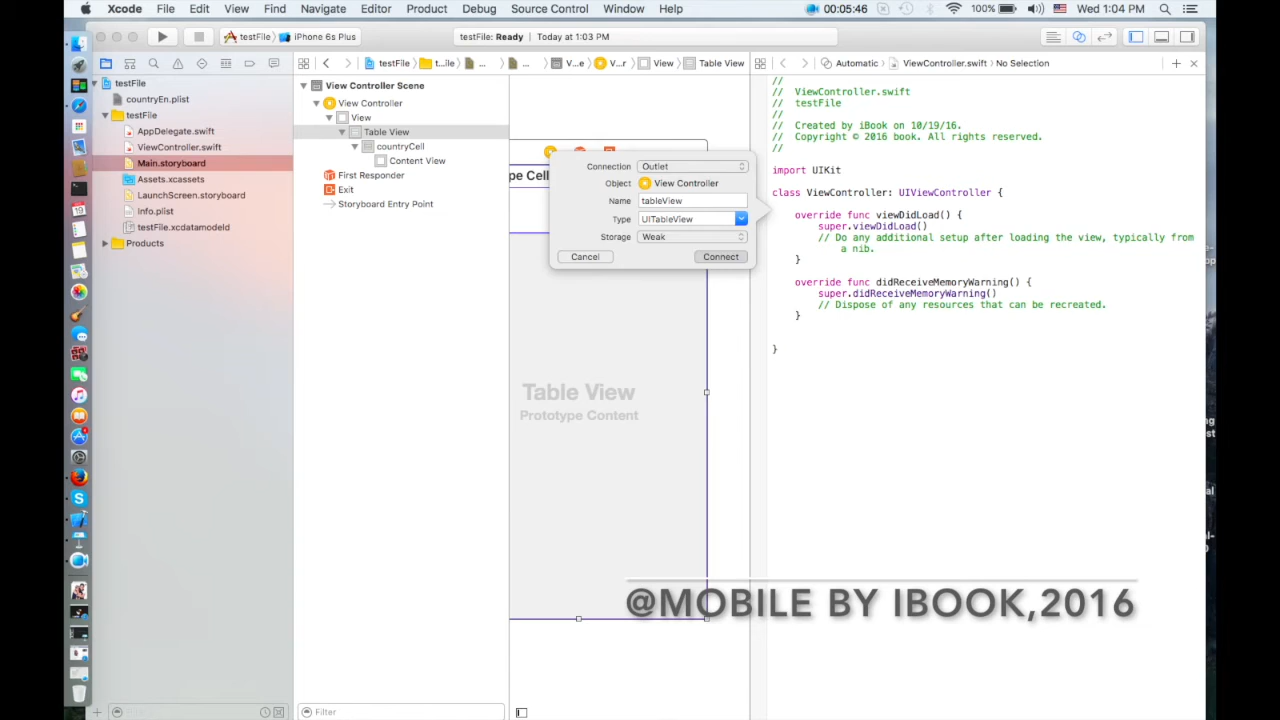 Xcode File Edit View Find Navigate Editor Product Debug Source Control Window Help 00:05:46 100% Wed 1:04 PM
testFile iPhone 6s Plus testFile: Ready Today at 1:03 PM
testFile t...ile ... ... V...e V...r View Table View Automatic ViewController.swift No Selection
testFile
countryEn.plist
testFile
AppDelegate.swift
ViewController.swift
Main.storyboard
Assets.xcassets
LaunchScreen.storyboard
Info.plist
testFile.xcdatamodeld
Products
View Controller Scene
View Controller
View
Table View
countryCell
Content View
First Responder
Exit
Storyboard Entry Point
Filter
pe Cell
Table View
Prototype Content
Connection Outlet
Object View Controller
Name tableView
Type UITableView
Storage Weak
Cancel Connect
//
// ViewController.swift
// testFile
//
// Created by iBook on 10/19/16.
// Copyright © 2016 book. All rights reserved.
//
import UIKit
class ViewController: UIViewController {
override func viewDidLoad() {
super.viewDidLoad()
// Do any additional setup after loading the view, typically from
a nib.
}
override func didReceiveMemoryWarning() {
super.didReceiveMemoryWarning()
// Dispose of any resources that can be recreated.
}
}
@MOBILE BY IBOOK,2016